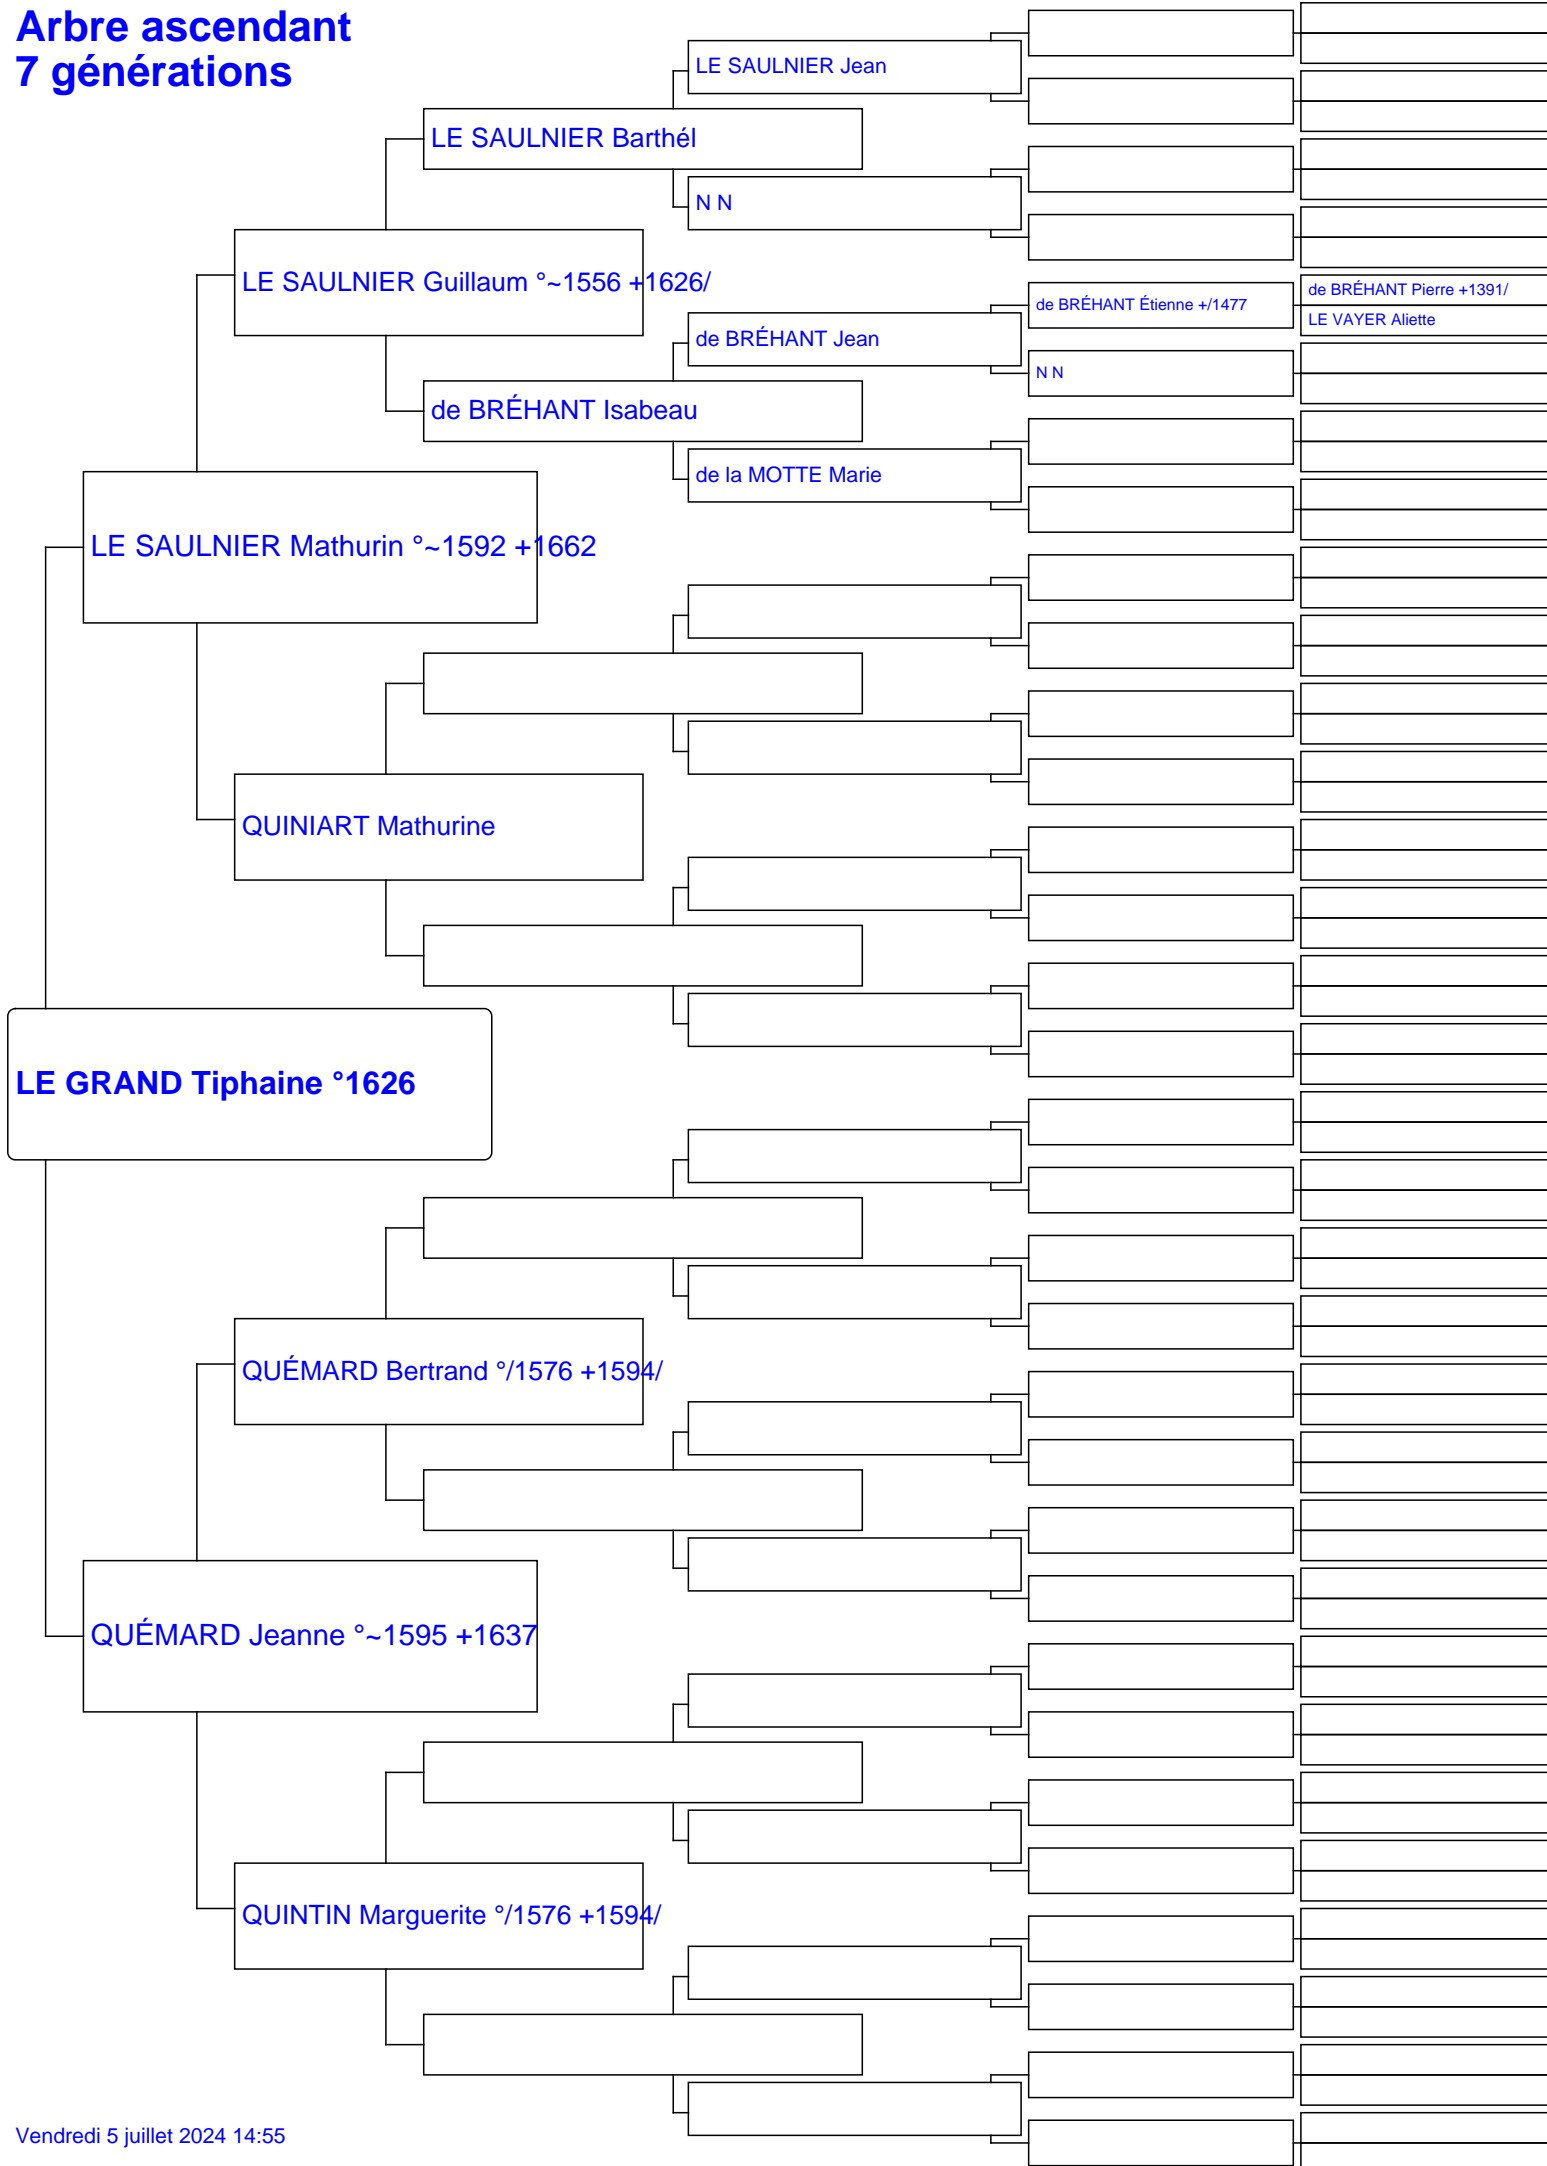 Arbre ascendant
7 générations
LE SAULNIER Jean
LE SAULNIER Barthél
N N
LE SAULNIER Guillaum °~1556 +1626/
de BRÉHANT Pierre +1391/
de BRÉHANT Étienne +/1477
LE VAYER Aliette
de BRÉHANT Jean
N N
de BRÉHANT Isabeau
de la MOTTE Marie
LE SAULNIER Mathurin °~1592 +1662
QUINIART Mathurine
LE GRAND Tiphaine °1626
QUÉMARD Bertrand °/1576 +1594/
QUÉMARD Jeanne °~1595 +1637
QUINTIN Marguerite °/1576 +1594/
Vendredi 5 juillet 2024 14:55